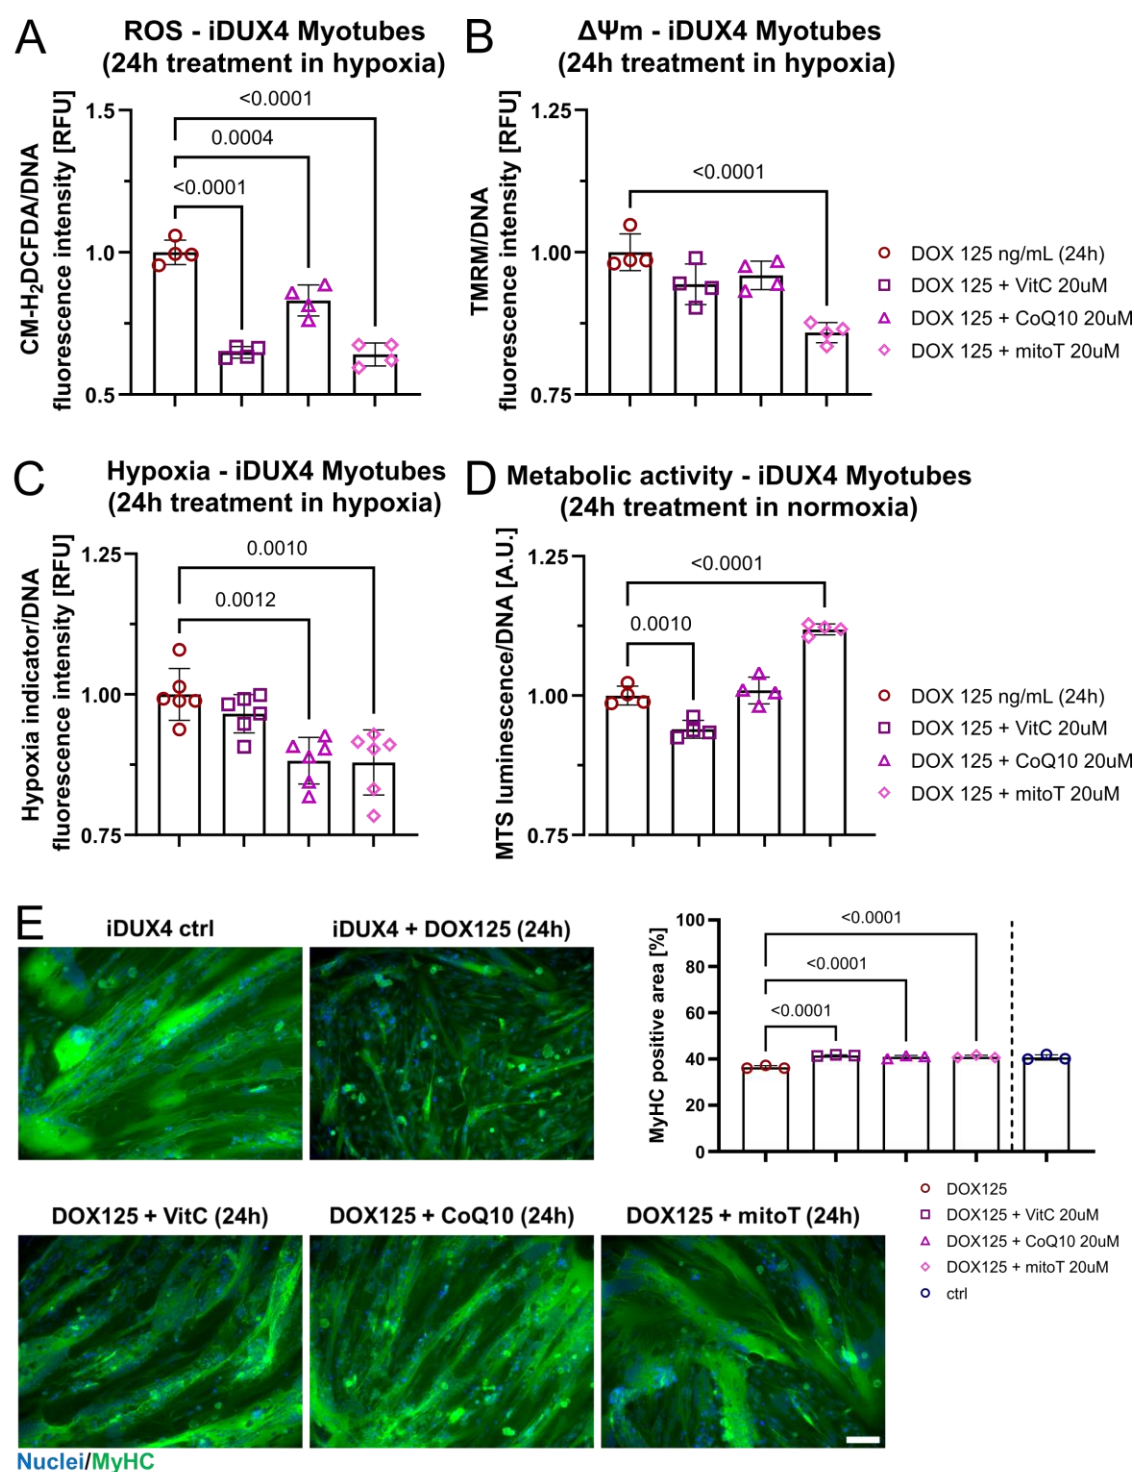 A
ROS - iDUX4 Myotubes
(24h treatment in hypoxia)
CM-H₂DCFDA/DNA
fluorescence intensity [RFU]
1.5
1.0
0.5
<0.0001
0.0004
<0.0001
B
ΔΨm - iDUX4 Myotubes
(24h treatment in hypoxia)
TMRM/DNA
fluorescence intensity [RFU]
1.25
1.00
0.75
<0.0001
DOX 125 ng/mL (24h)
DOX 125 + VitC 20uM
DOX 125 + CoQ10 20uM
DOX 125 + mitoT 20uM
C
Hypoxia - iDUX4 Myotubes
(24h treatment in hypoxia)
Hypoxia indicator/DNA
fluorescence intensity [RFU]
1.25
1.00
0.75
0.0010
0.0012
D
Metabolic activity - iDUX4 Myotubes
(24h treatment in normoxia)
MTS luminescence/DNA [A.U.]
1.25
1.00
0.75
<0.0001
0.0010
DOX 125 ng/mL (24h)
DOX 125 + VitC 20uM
DOX 125 + CoQ10 20uM
DOX 125 + mitoT 20uM
E
iDUX4 ctrl
iDUX4 + DOX125 (24h)
MyHC positive area [%]
100
80
60
40
20
0
<0.0001
<0.0001
<0.0001
DOX125
DOX125 + VitC 20uM
DOX125 + CoQ10 20uM
DOX125 + mitoT 20uM
ctrl
DOX125 + VitC (24h)
DOX125 + CoQ10 (24h)
DOX125 + mitoT (24h)
Nuclei/MyHC